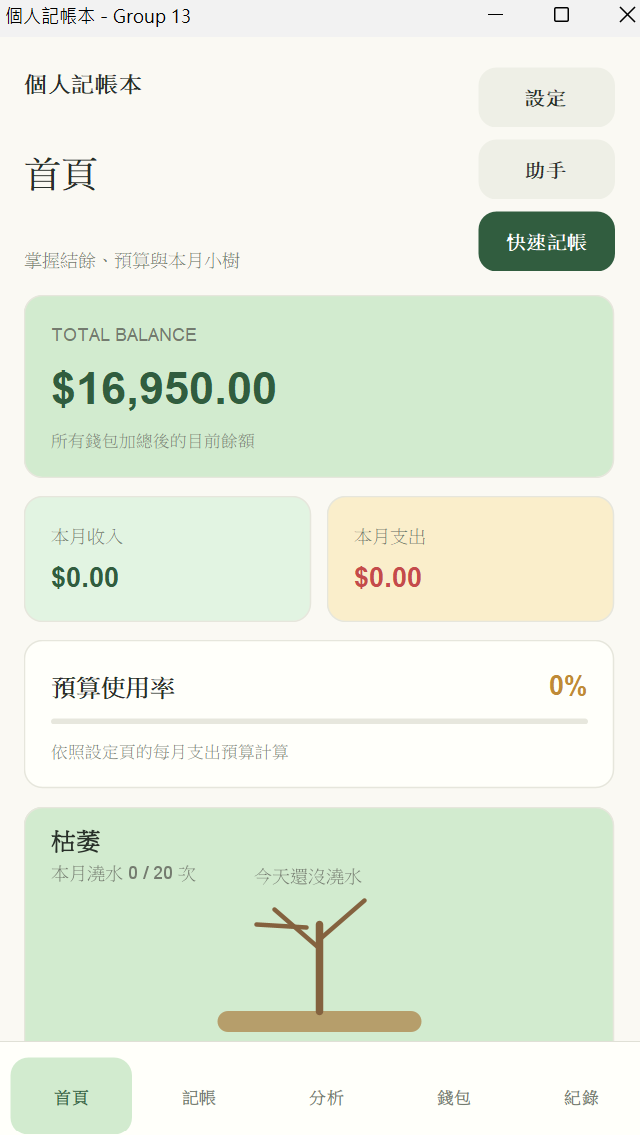 個人記帳本 - Group 13
個人記帳本
設定
首頁
助手
快速記帳
掌握結餘、預算與本月小樹
TOTAL BALANCE
$16,950.00
所有錢包加總後的目前餘額
本月收入
$0.00
本月支出
$0.00
預算使用率
0%
依照設定頁的每月支出預算計算
枯萎
本月澆水 0 / 20 次
今天還沒澆水
首頁
記帳
分析
錢包
紀錄